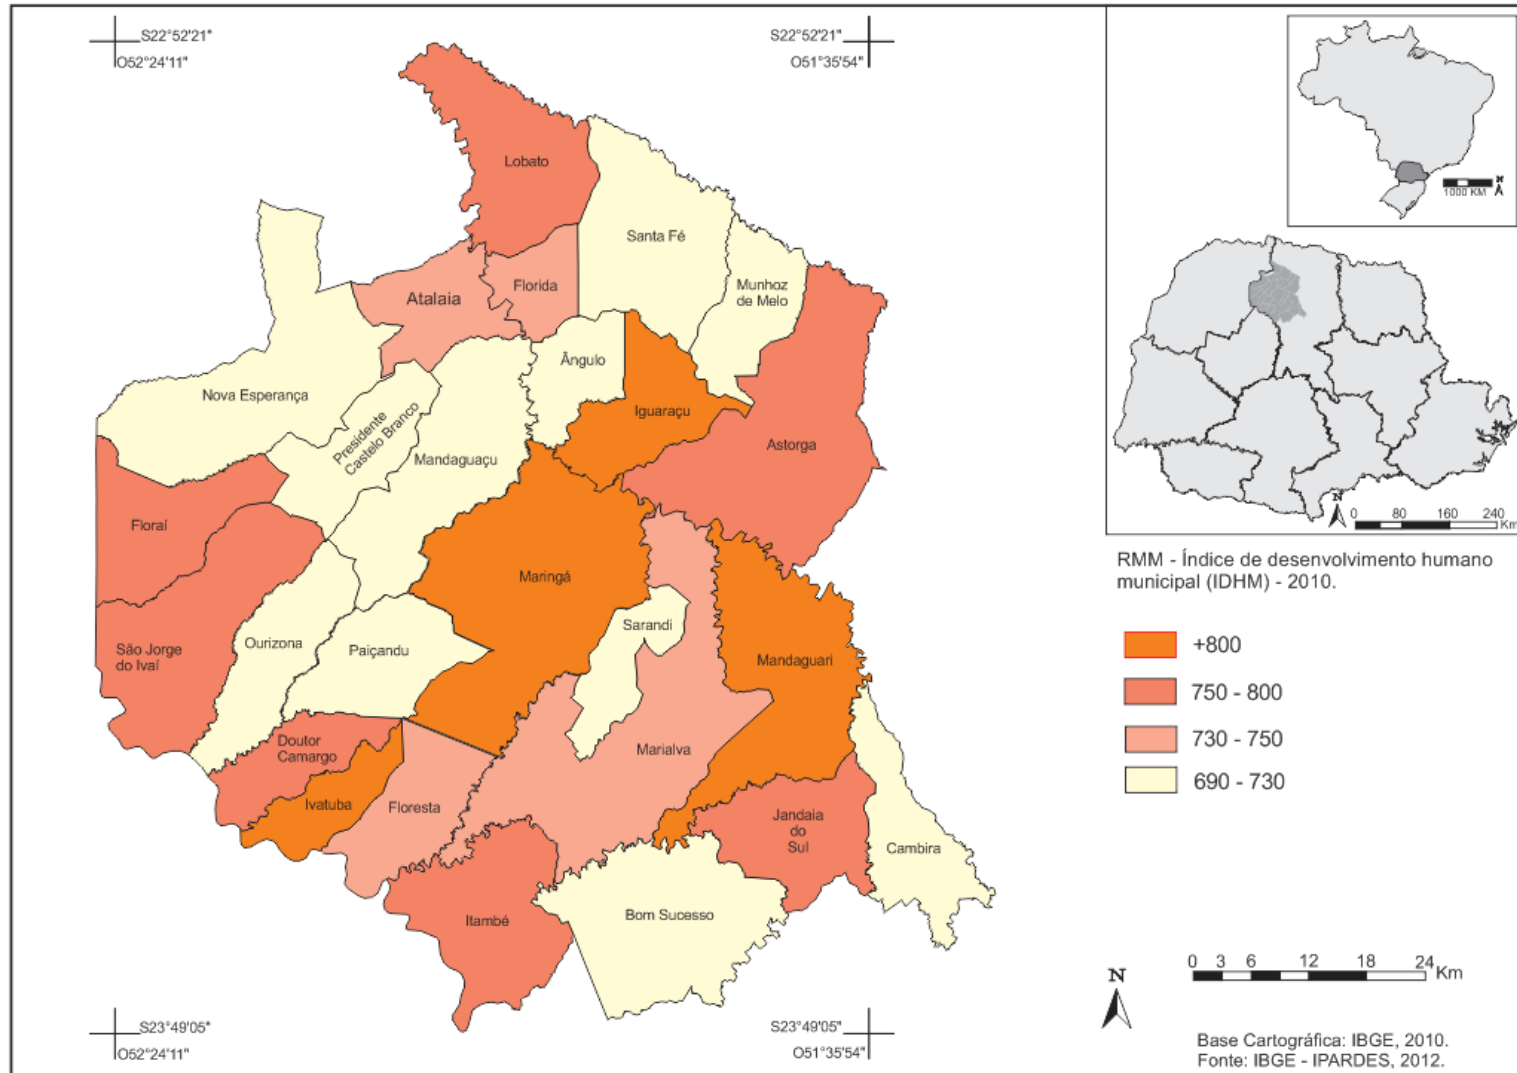 S22°52'21"
O52°24'11"
S22°52'21"
O51°35'54"
Lobato
Santa Fé
Munhoz
de Melo
Florida
Atalaia
Ângulo
Nova Esperança
Presidente
Castelo Branco
Mandaguaçu
Iguaraçu
Astorga
Floraí
Maringá
Sarandi
São Jorge
do Ivaí
Ourizona
Paiçandu
Mandaguari
Doutor
Camargo
Marialva
Ivatuba
Floresta
Jandaia
do
Sul
Cambira
Itambé
Bom Sucesso
S23°49'05"
O52°24'11"
S23°49'05"
O51°35'54"
1000 KM
N
N
0 80 160 240
Km
RMM - Índice de desenvolvimento humano
municipal (IDHM) - 2010.
+800
750 - 800
730 - 750
690 - 730
N
0 3 6 12 18 24
Km
Base Cartográfica: IBGE, 2010.
Fonte: IBGE - IPARDES, 2012.